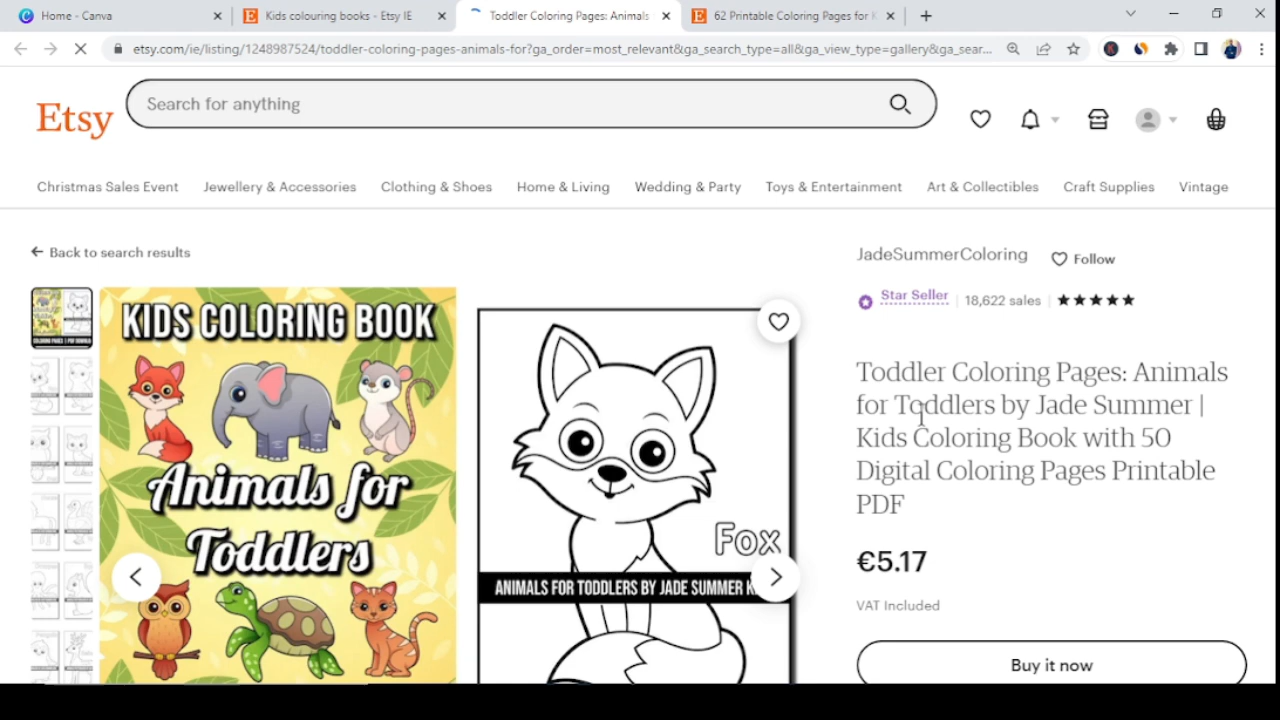 Home - Canva
Kids colouring books - Etsy IE
Toddler Coloring Pages: Animals
62 Printable Coloring Pages for K
etsy.com/ie/listing/1248987524/toddler-coloring-pages-animals-for?ga_order=most_relevant&ga_search_type=all&ga_view_type=gallery&ga_sear...
Etsy
Search for anything
Christmas Sales Event
Jewellery & Accessories
Clothing & Shoes
Home & Living
Wedding & Party
Toys & Entertainment
Art & Collectibles
Craft Supplies
Vintage
Back to search results
KIDS COLORING BOOK
Animals for
Toddlers
Fox
ANIMALS FOR TODDLERS BY JADE SUMMER
JadeSummerColoring
Follow
Star Seller
18,622 sales
Toddler Coloring Pages: Animals
for Toddlers by Jade Summer |
Kids Coloring Book with 50
Digital Coloring Pages Printable
PDF
€5.17
VAT Included
Buy it now